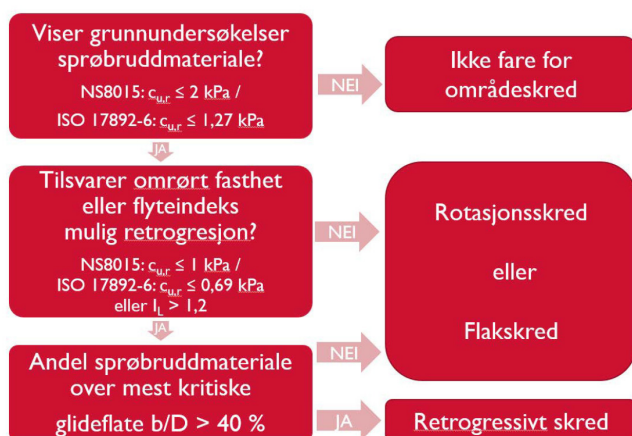 Viser grunnundersøkelser
sprøbruddmateriale?
NS8015: cu,r ≤ 2 kPa /
ISO 17892-6: cu,r ≤ 1,27 kPa
NEI
Ikke fare for
områdeskred
JA
Tilsvarer omrørt fasthet
eller flyteindeks
mulig retrogresjon?
NS8015: cu,r ≤ 1 kPa /
ISO 17892-6: cu,r ≤ 0,69 kPa
eller IL > 1,2
NEI
Rotasjonsskred
eller
Flakskred
JA
Andel sprøbruddmateriale
over mest kritiske
glideflate b/D > 40 %
NEI
JA
Retrogressivt skred